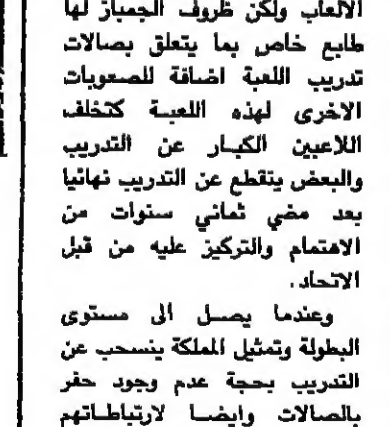 الالعاب ولكن ظروف الجمباز لها
طابع خاص بما يتعلق بصالات
تدريب اللعبة اضافة للصعوبات
الاخرى لهذه اللعبة كتخلف
اللاعبين الكبار عن التدريب
والبعض يتقطع عن التدريب نهائيا
بعد مضي ثماني سنوات من
الاهتمام والتركيز عليه من قبل
الاتحاد.
وعندما يصل الى مستوى
البطولة وتمثيل المملكة ينسحب عن
التدريب بحجة عدم وجود حفر
بالصالات وايضا لارتباطاتهم